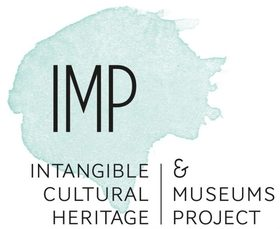 IMP
INTANGIBLE | &
CULTURAL | MUSEUMS
HERITAGE | PROJECT